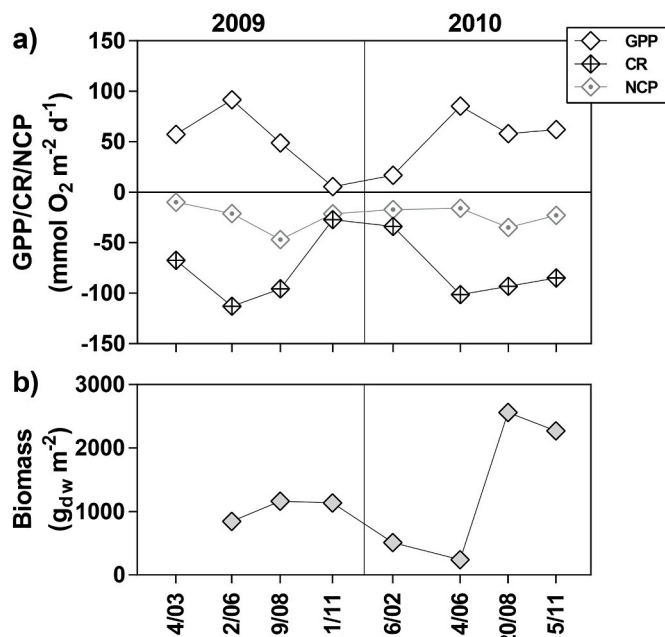 2009
2010
a)
GPP
CR
NCP
GPP/CR/NCP
(mmol O₂ m⁻² d⁻¹)
150
100
50
0
-50
-100
-150
b)
Biomass
(g_dw m⁻²)
3000
2000
1000
0
4/03
2/06
9/08
1/11
6/02
4/06
20/08
5/11